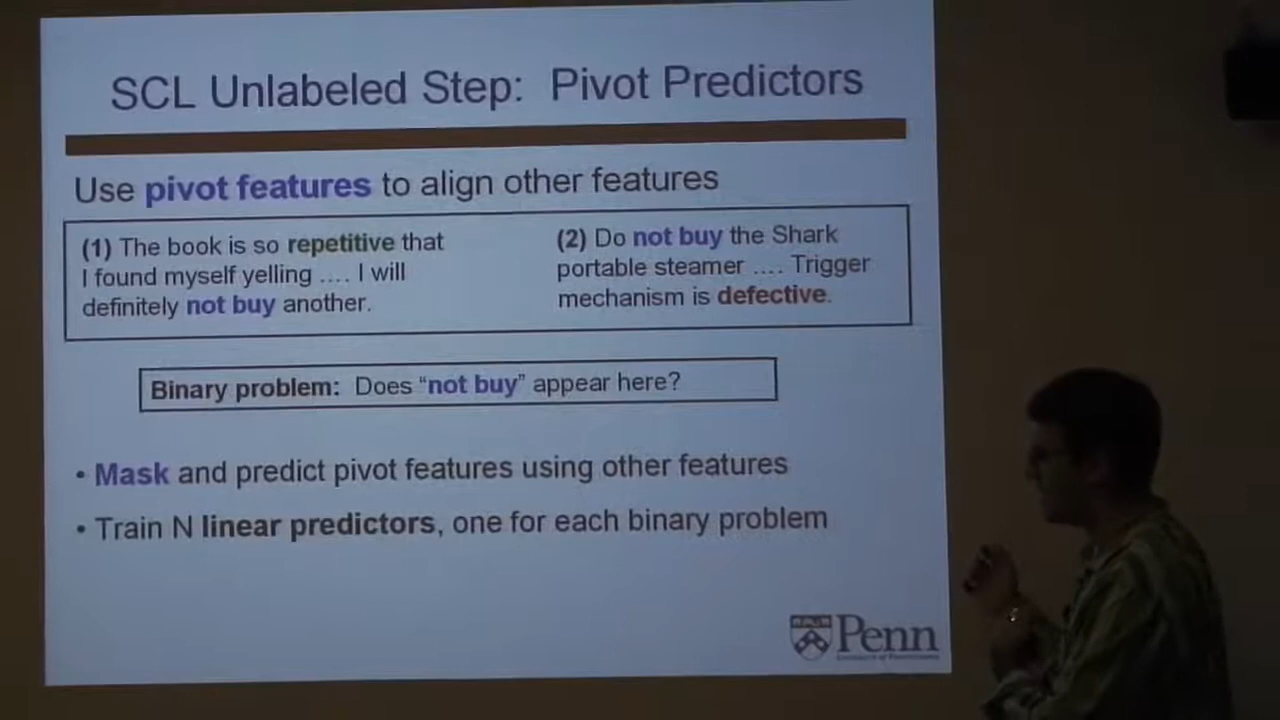 SCL Unlabeled Step: Pivot Predictors
Use pivot features to align other features
(1) The book is so repetitive that
I found myself yelling .... I will
definitely not buy another.
(2) Do not buy the Shark
portable steamer .... Trigger
mechanism is defective.
Binary problem: Does "not buy" appear here?
• Mask and predict pivot features using other features
• Train N linear predictors, one for each binary problem
Penn
University of Pennsylvania